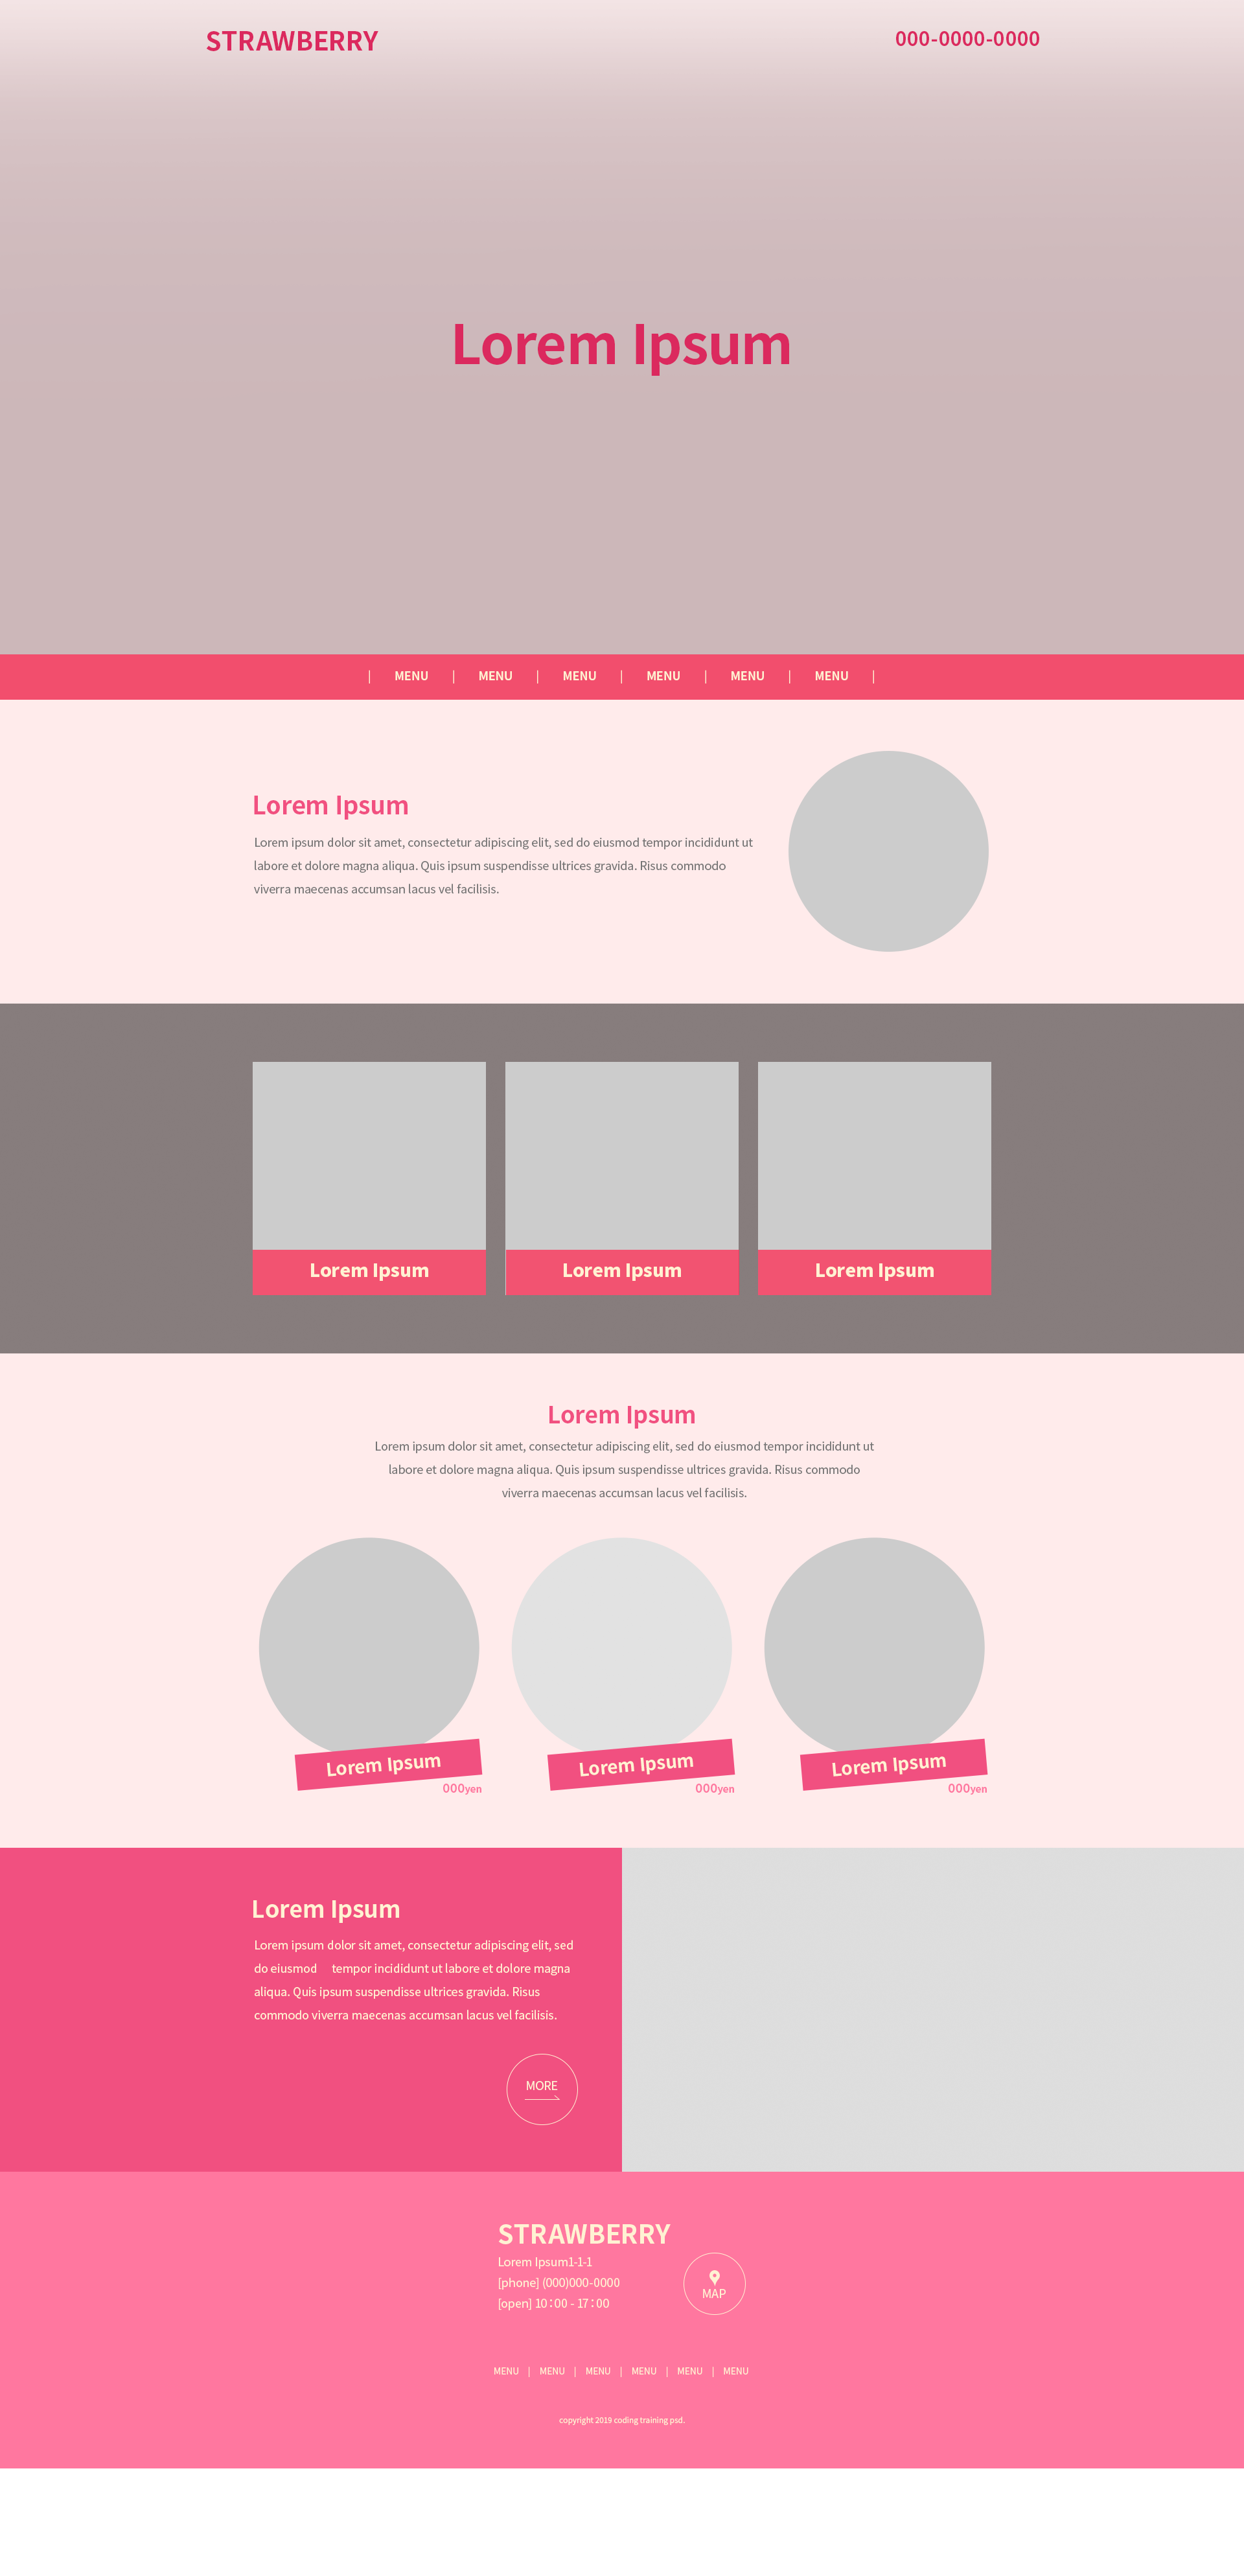 STRAWBERRY
000-0000-0000
Lorem Ipsum
| MENU | MENU | MENU | MENU | MENU | MENU |
Lorem Ipsum
Lorem ipsum dolor sit amet, consectetur adipiscing elit, sed do eiusmod tempor incididunt ut
labore et dolore magna aliqua. Quis ipsum suspendisse ultrices gravida. Risus commodo
viverra maecenas accumsan lacus vel facilisis.
Lorem Ipsum
Lorem Ipsum
Lorem Ipsum
Lorem Ipsum
Lorem ipsum dolor sit amet, consectetur adipiscing elit, sed do eiusmod tempor incididunt ut
labore et dolore magna aliqua. Quis ipsum suspendisse ultrices gravida. Risus commodo
viverra maecenas accumsan lacus vel facilisis.
Lorem Ipsum
000yen
Lorem Ipsum
000yen
Lorem Ipsum
000yen
Lorem Ipsum
Lorem ipsum dolor sit amet, consectetur adipiscing elit, sed
do eiusmod tempor incididunt ut labore et dolore magna
aliqua. Quis ipsum suspendisse ultrices gravida. Risus
commodo viverra maecenas accumsan lacus vel facilisis.
MORE
STRAWBERRY
Lorem Ipsum1-1-1
[phone] (000)000-0000
[open] 10：00 - 17：00
MAP
MENU | MENU | MENU | MENU | MENU | MENU
copyright 2019 coding training psd.